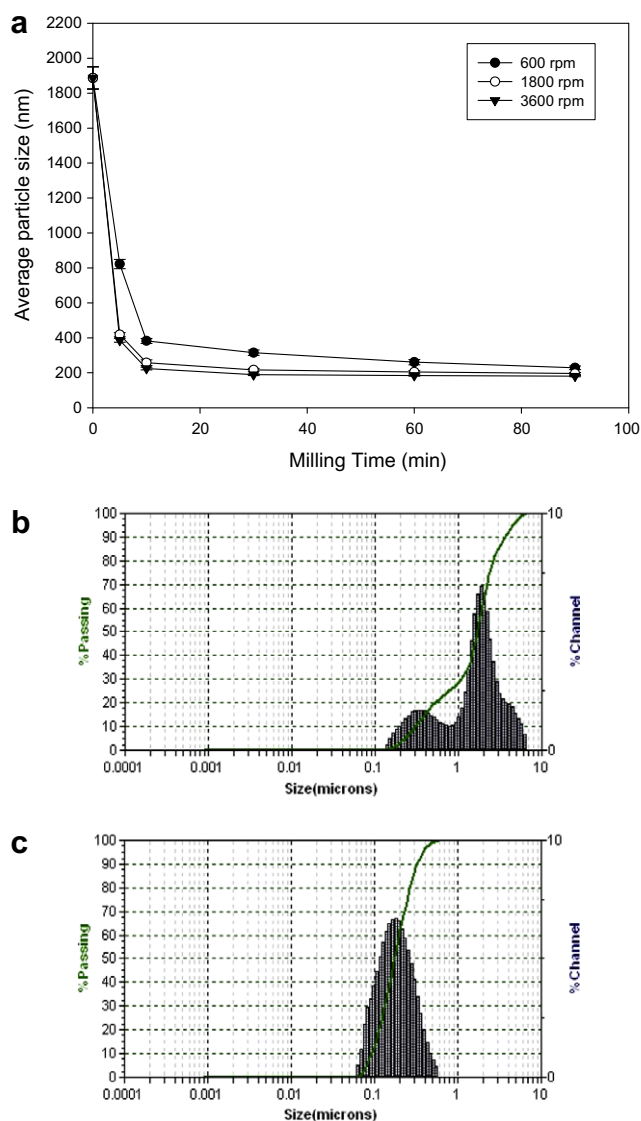 a
2200
2000
1800
1600
1400
1200
1000
800
600
400
200
0
Average particle size (nm)
600 rpm
1800 rpm
3600 rpm
0 20 40 60 80 100
Milling Time (min)
b
100
90
80
70
60
50
40
30
20
10
0
%Passing
10
0
%Channel
0.0001 0.001 0.01 0.1 1 10
Size(microns)
c
100
90
80
70
60
50
40
30
20
10
0
%Passing
10
0
%Channel
0.0001 0.001 0.01 0.1 1 10
Size(microns)